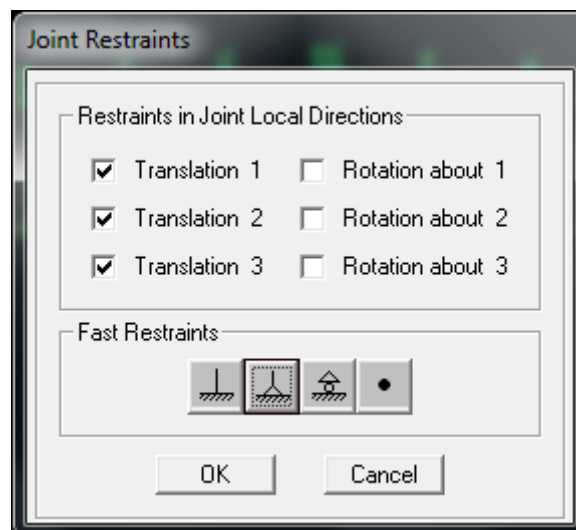 Joint Restraints
Restraints in Joint Local Directions
Translation 1 Rotation about 1
Translation 2 Rotation about 2
Translation 3 Rotation about 3
Fast Restraints
OK Cancel